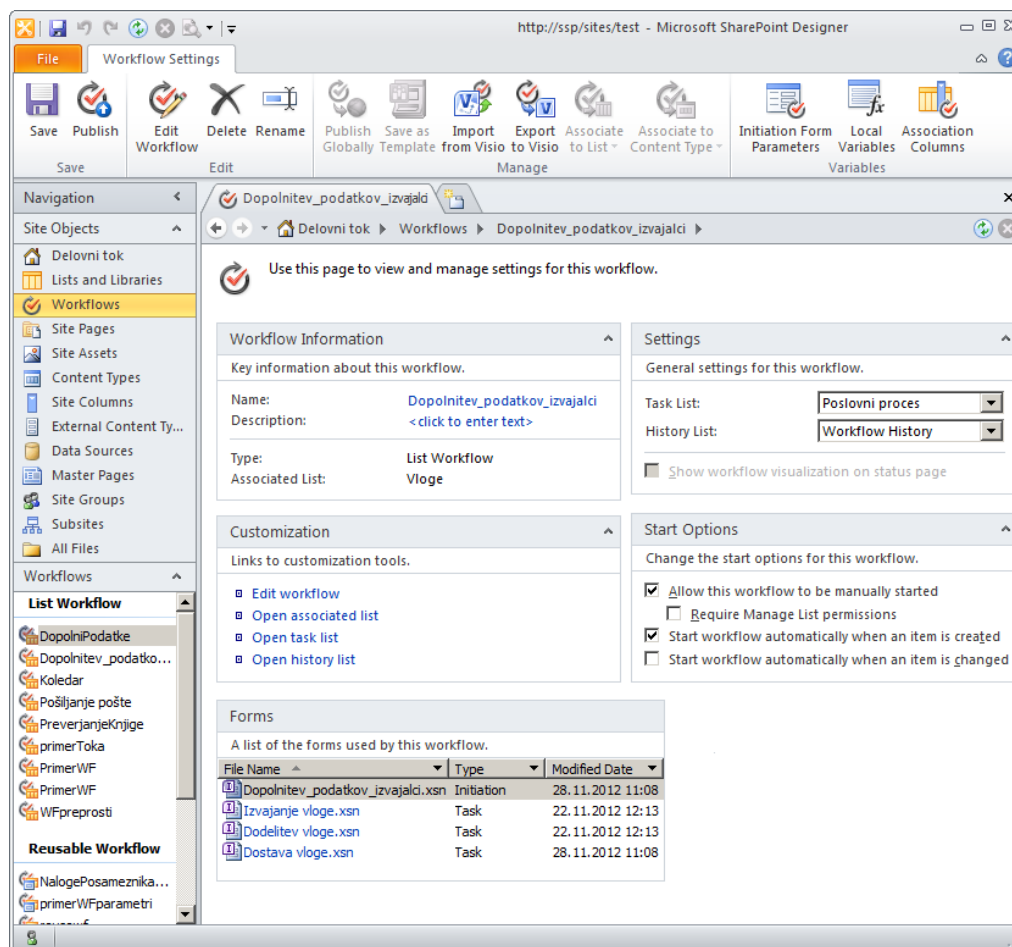 http://ssp/sites/test - Microsoft SharePoint Designer
File Workflow Settings
Save Publish Edit Workflow Delete Rename Publish Globally Save as Template Import from Visio Export to Visio Associate to List Associate to Content Type Initiation Form Parameters Local Variables Association Columns
Save Edit Manage Variables
Navigation
Site Objects
Delovni tok
Lists and Libraries
Workflows
Site Pages
Site Assets
Content Types
Site Columns
External Content Ty...
Data Sources
Master Pages
Site Groups
Subsites
All Files
Workflows
List Workflow
DopolniPodatke
Dopolnitev_podatko...
Koledar
Pošiljanje pošte
PreverjanjeKnjige
primerToka
PrimerWF
PrimerWF
WFpreprosti
Reusable Workflow
NalogePosameznika...
primerWFparametri
Dopolnitev_podatkov_izvajalci
Delovni tok Workflows Dopolnitev_podatkov_izvajalci
Use this page to view and manage settings for this workflow.
Workflow Information
Key information about this workflow.
Name: Dopolnitev_podatkov_izvajalci
Description: <click to enter text>
Type: List Workflow
Associated List: Vloge
Customization
Links to customization tools.
Edit workflow
Open associated list
Open task list
Open history list
Settings
General settings for this workflow.
Task List: Poslovni proces
History List: Workflow History
Show workflow visualization on status page
Start Options
Change the start options for this workflow.
Allow this workflow to be manually started
Require Manage List permissions
Start workflow automatically when an item is created
Start workflow automatically when an item is changed
Forms
A list of the forms used by this workflow.
File Name Type Modified Date
Dopolnitev_podatkov_izvajalci.xsn Initiation 28.11.2012 11:08
Izvajanje vloge.xsn Task 22.11.2012 12:13
Dodelitev vloge.xsn Task 22.11.2012 12:13
Dostava vloge.xsn Task 28.11.2012 11:08